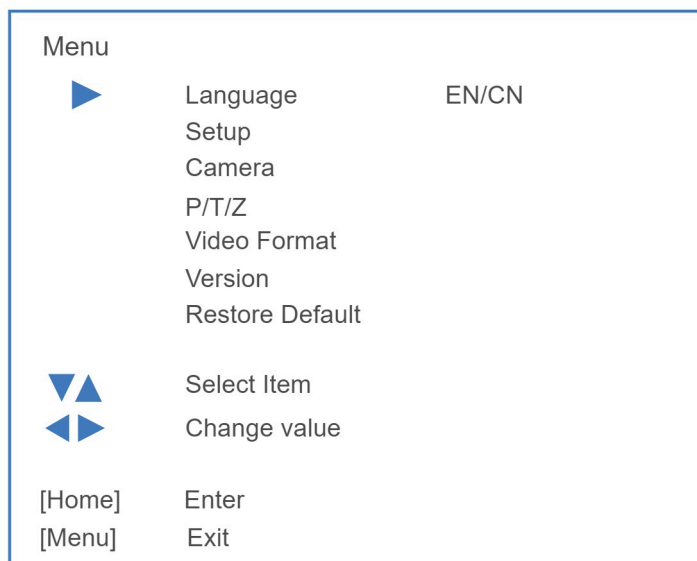 Menu
Language EN/CN
Setup
Camera
P/T/Z
Video Format
Version
Restore Default
Select Item
Change value
[Home] Enter
[Menu] Exit